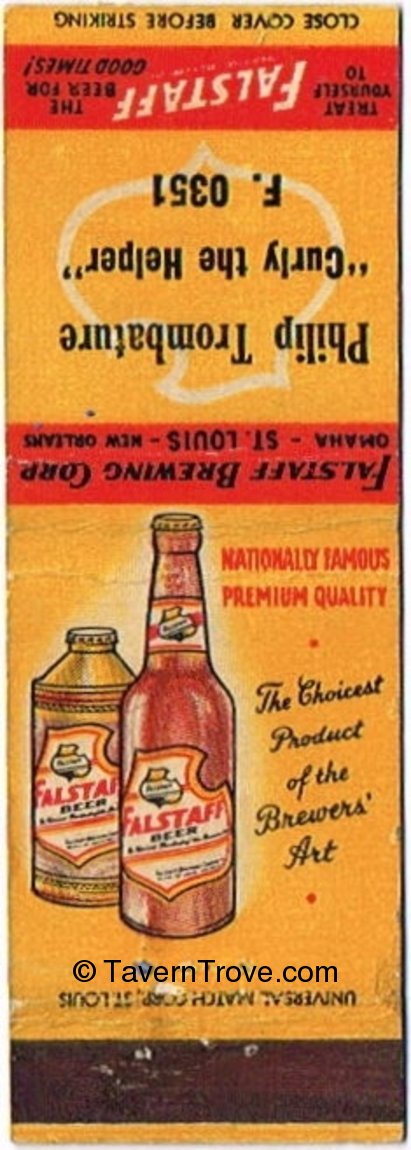 CLOSE COVER BEFORE STRIKING
TREAT
YOURSELF
TO
FALSTAFF
THE
BEER FOR
GOOD TIMES!
Philip Trombature
"Curly the Helper"
F. 0351
FALSTAFF BREWING CORP
OMAHA - ST. LOUIS - NEW ORLEANS
NATIONALLY FAMOUS
PREMIUM QUALITY
The Choicest
Product
of the
Brewers'
Art
FALSTAFF
BEER
FALSTAFF
BEER
© TavernTrove.com
UNIVERSAL MATCH CORP., ST. LOUIS